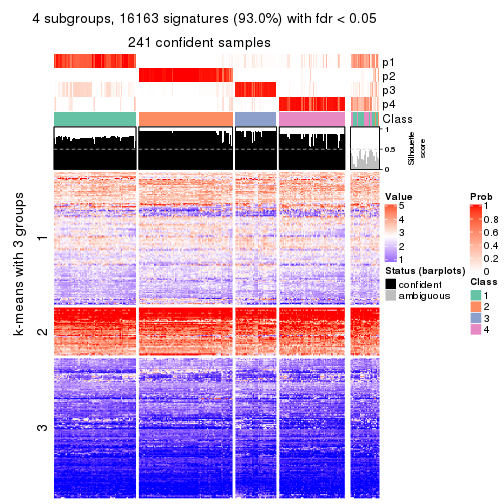 4 subgroups, 16163 signatures (93.0%) with fdr < 0.05
241 confident samples
p1
p2
p3
p4
Class
1
0.5
0
Silhouette
score
k-means with 3 groups
1
2
3
Value
5
4
3
2
1
Status (barplots)
confident
ambiguous
Prob
1
0.8
0.6
0.4
0.2
0
Class
1
2
3
4